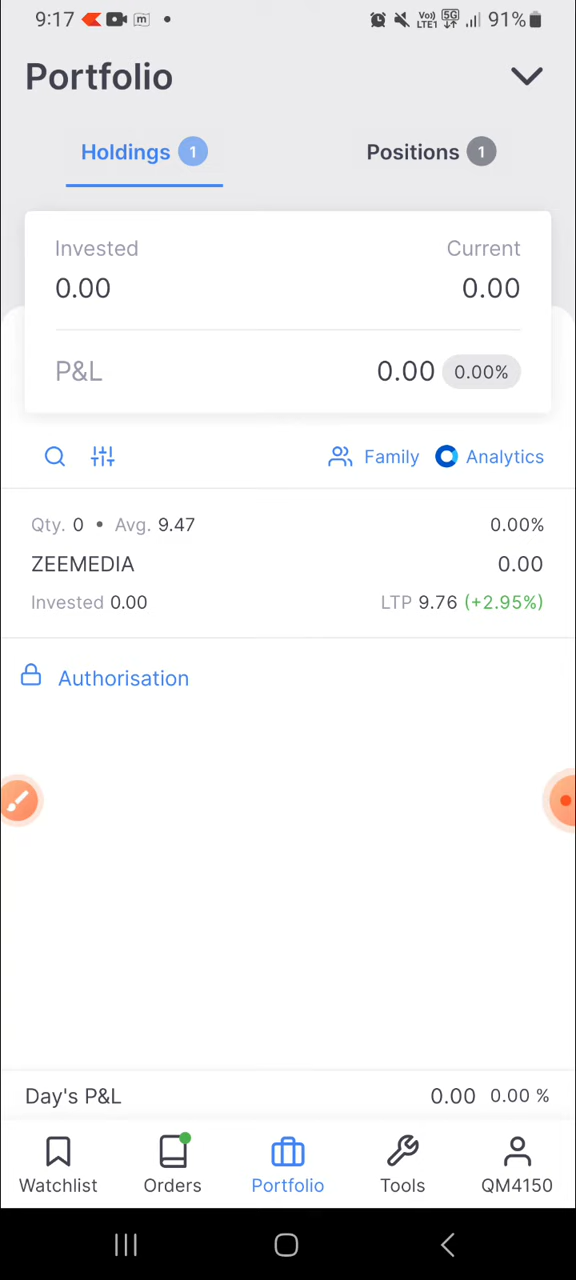 9:17 m VoLTE1 5G 91%
Portfolio
Holdings 1 Positions 1
Invested Current
0.00 0.00
P&L 0.00 0.00%
Family Analytics
Qty. 0 • Avg. 9.47 0.00%
ZEEMEDIA 0.00
Invested 0.00 LTP 9.76 (+2.95%)
Authorisation
Day's P&L 0.00 0.00 %
Watchlist Orders Portfolio Tools QM4150